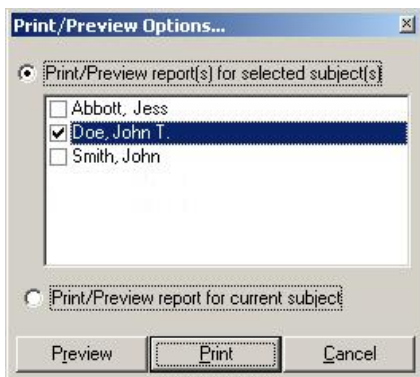 Print/Preview Options...
Print/Preview report(s) for selected subject(s)
Abbott, Jess
Doe, John T.
Smith, John
Print/Preview report for current subject
Preview
Print
Cancel